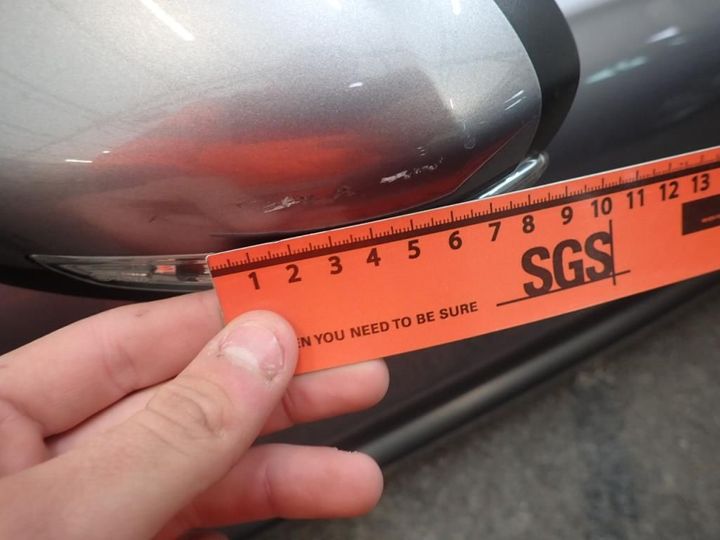 1 2 3 4 5 6 7 8 9 10 11 12 13
SGS
EN YOU NEED TO BE SURE